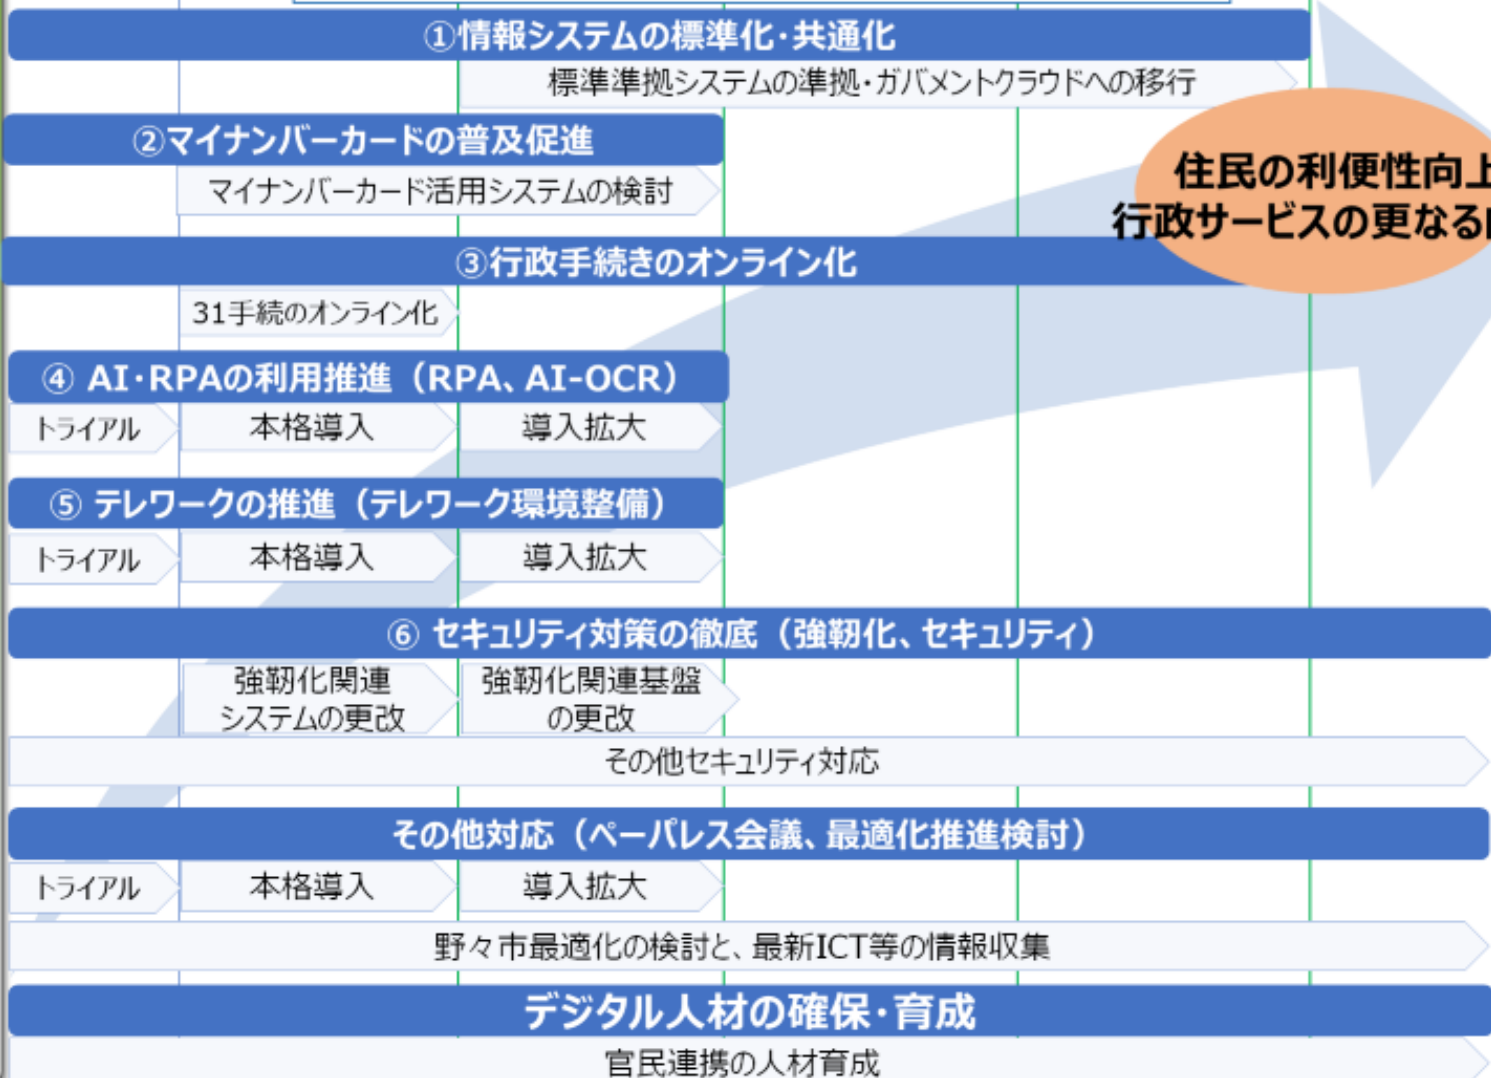 ①情報システムの標準化・共通化
標準準拠システムの準拠・ガバメントクラウドへの移行
②マイナンバーカードの普及促進
マイナンバーカード活用システムの検討
住民の利便性向上
行政サービスの更なる
③行政手続きのオンライン化
31手続のオンライン化
④ AI・RPAの利用推進（RPA、AI-OCR）
トライアル 本格導入 導入拡大
⑤ テレワークの推進（テレワーク環境整備）
トライアル 本格導入 導入拡大
⑥ セキュリティ対策の徹底（強靭化、セキュリティ）
強靭化関連
システムの更改
強靭化関連基盤
の更改
その他セキュリティ対応
その他対応（ペーパレス会議、最適化推進検討）
トライアル 本格導入 導入拡大
野々市最適化の検討と、最新ICT等の情報収集
デジタル人材の確保・育成
官民連携の人材育成